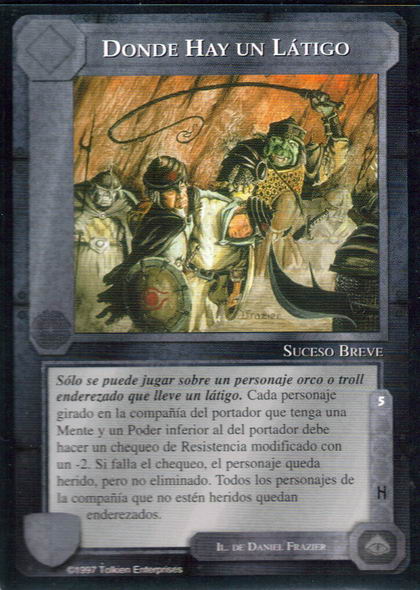 Donde Hay un Látigo
D. Frazier
Suceso Breve
Sólo se puede jugar sobre un personaje orco o troll
enderezado que lleve un látigo. Cada personaje
girado en la compañía del portador que tenga una
Mente y un Poder inferior al del portador debe
hacer un chequeo de Resistencia modificado con
un -2. Si falla el chequeo, el personaje queda
herido, pero no eliminado. Todos los personajes de
la compañía que no estén heridos quedan
enderezados.
5
H
Il. de Daniel Frazier
©1997 Tolkien Enterprises